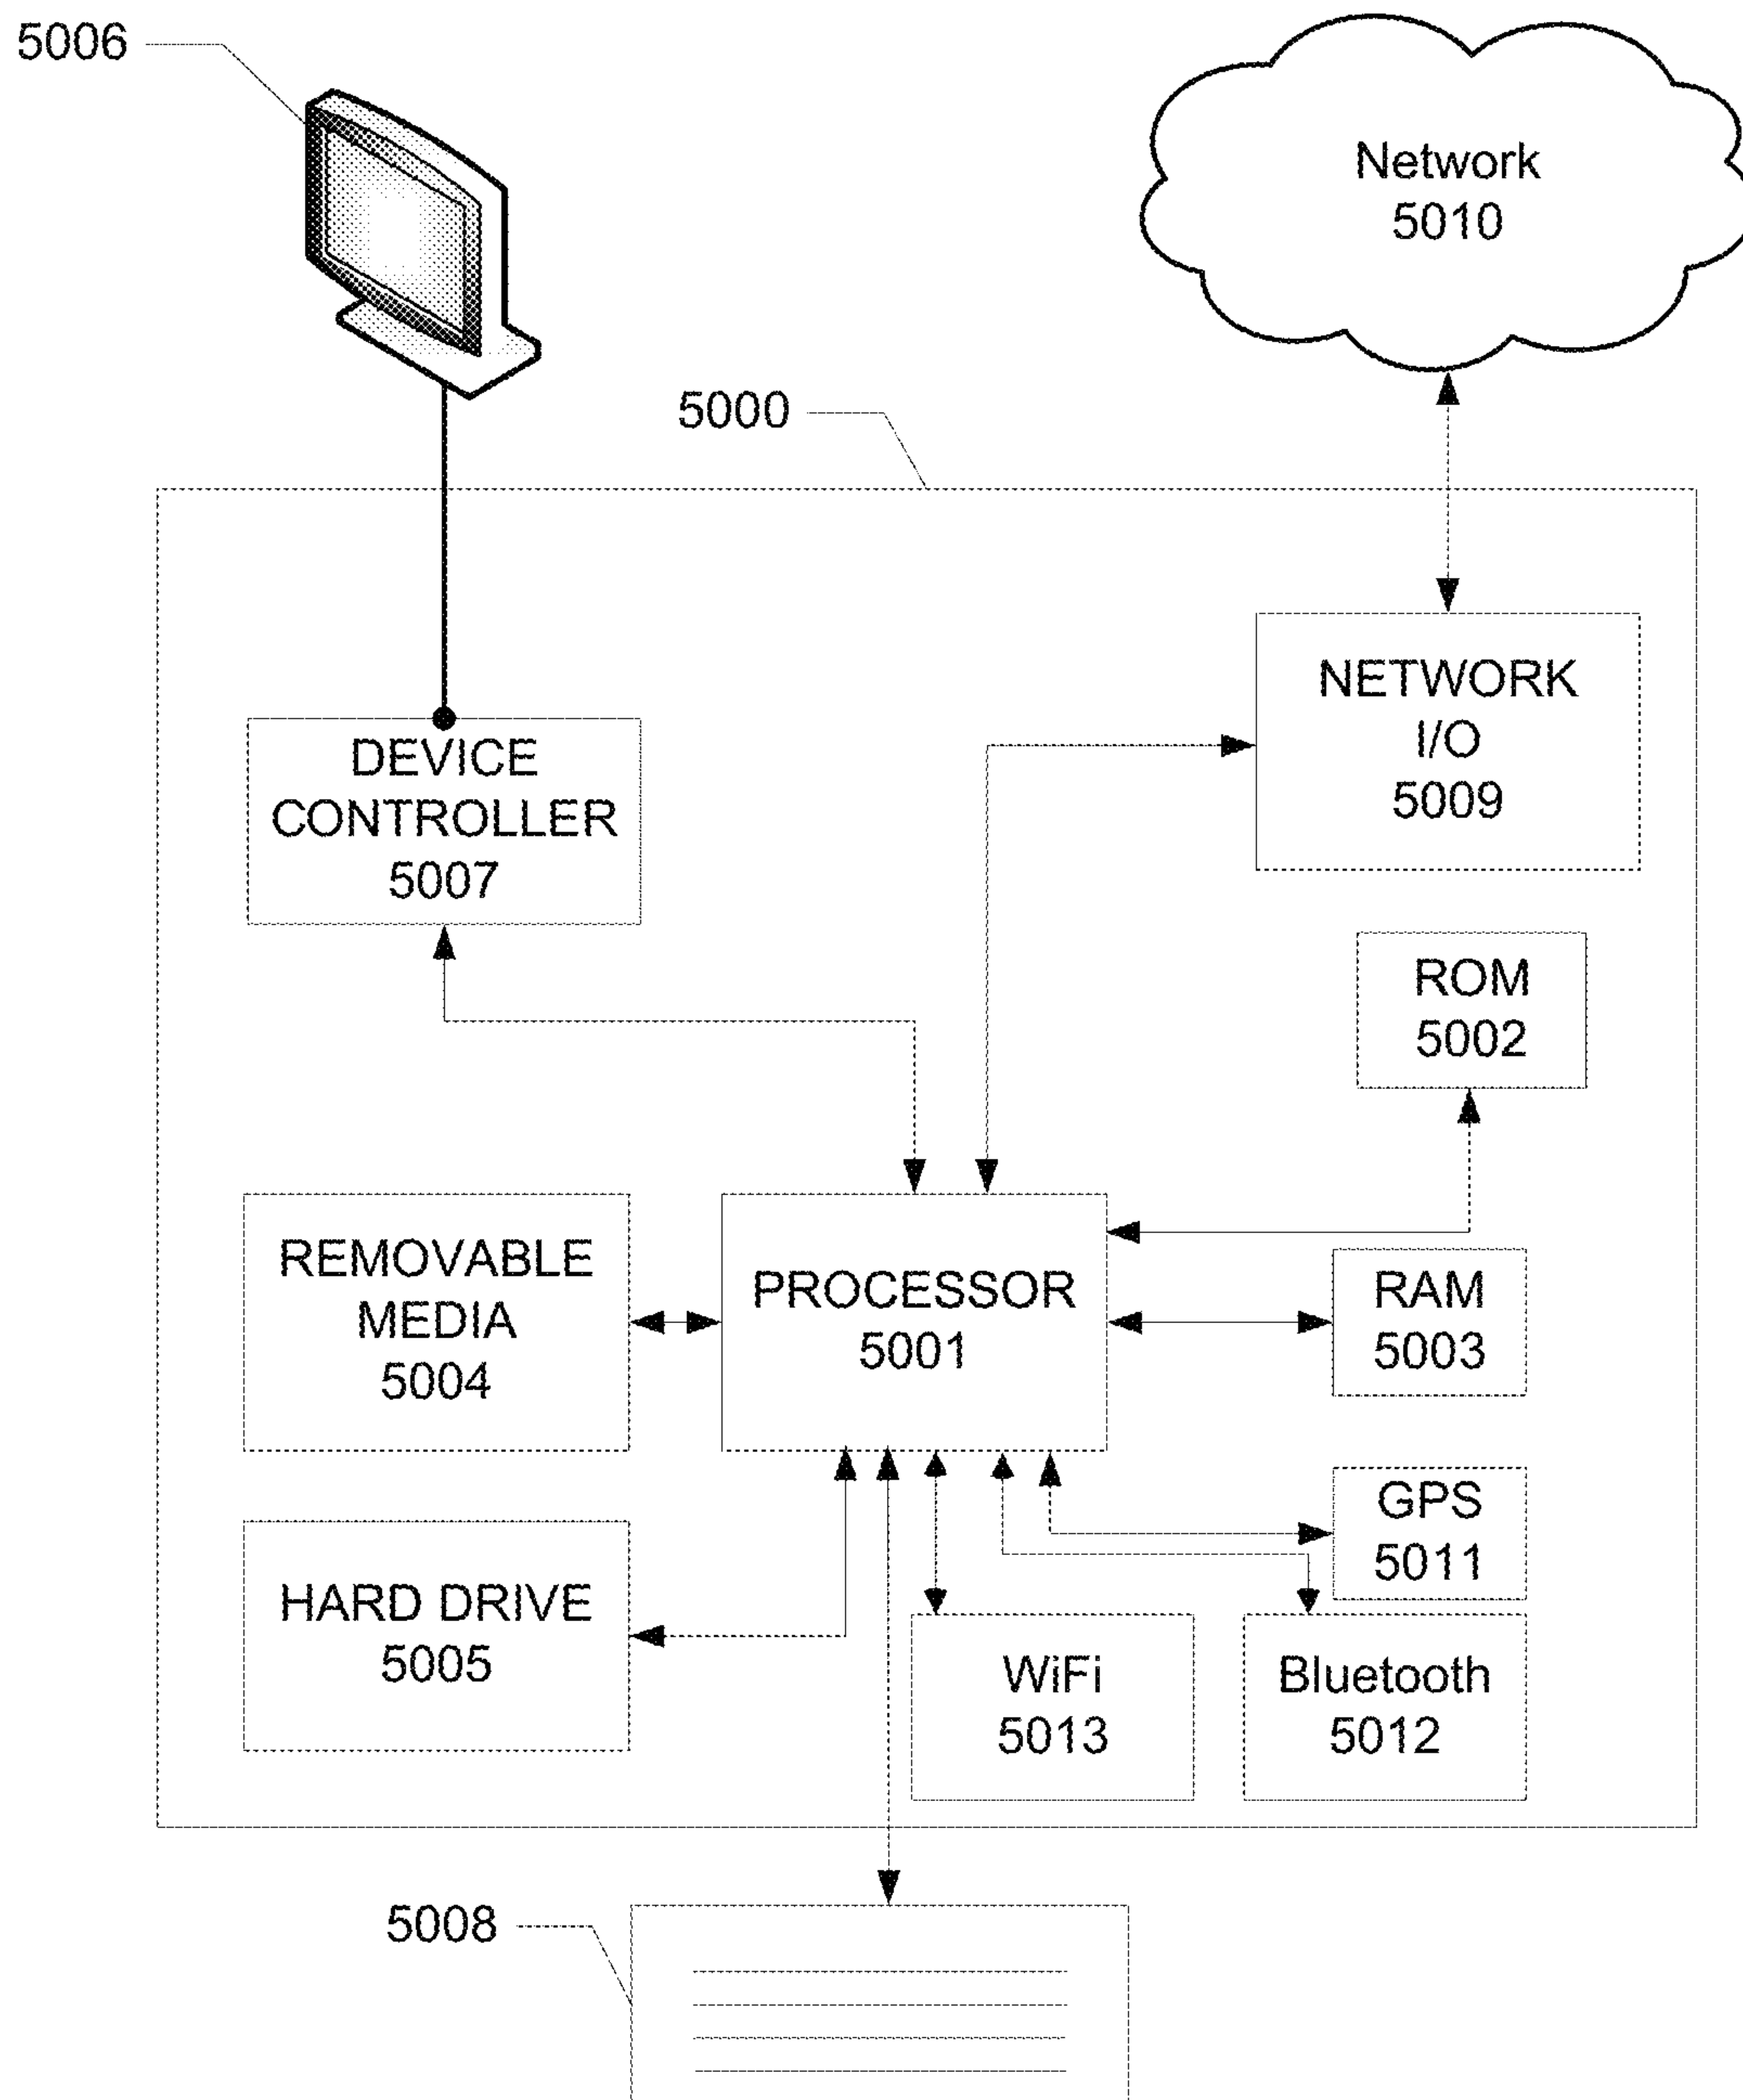 5006
Network
5010
5000
NETWORK
I/O
5009
DEVICE
CONTROLLER
5007
ROM
5002
REMOVABLE
MEDIA
5004
PROCESSOR
5001
RAM
5003
GPS
5011
HARD DRIVE
5005
WiFi
5013
Bluetooth
5012
5008